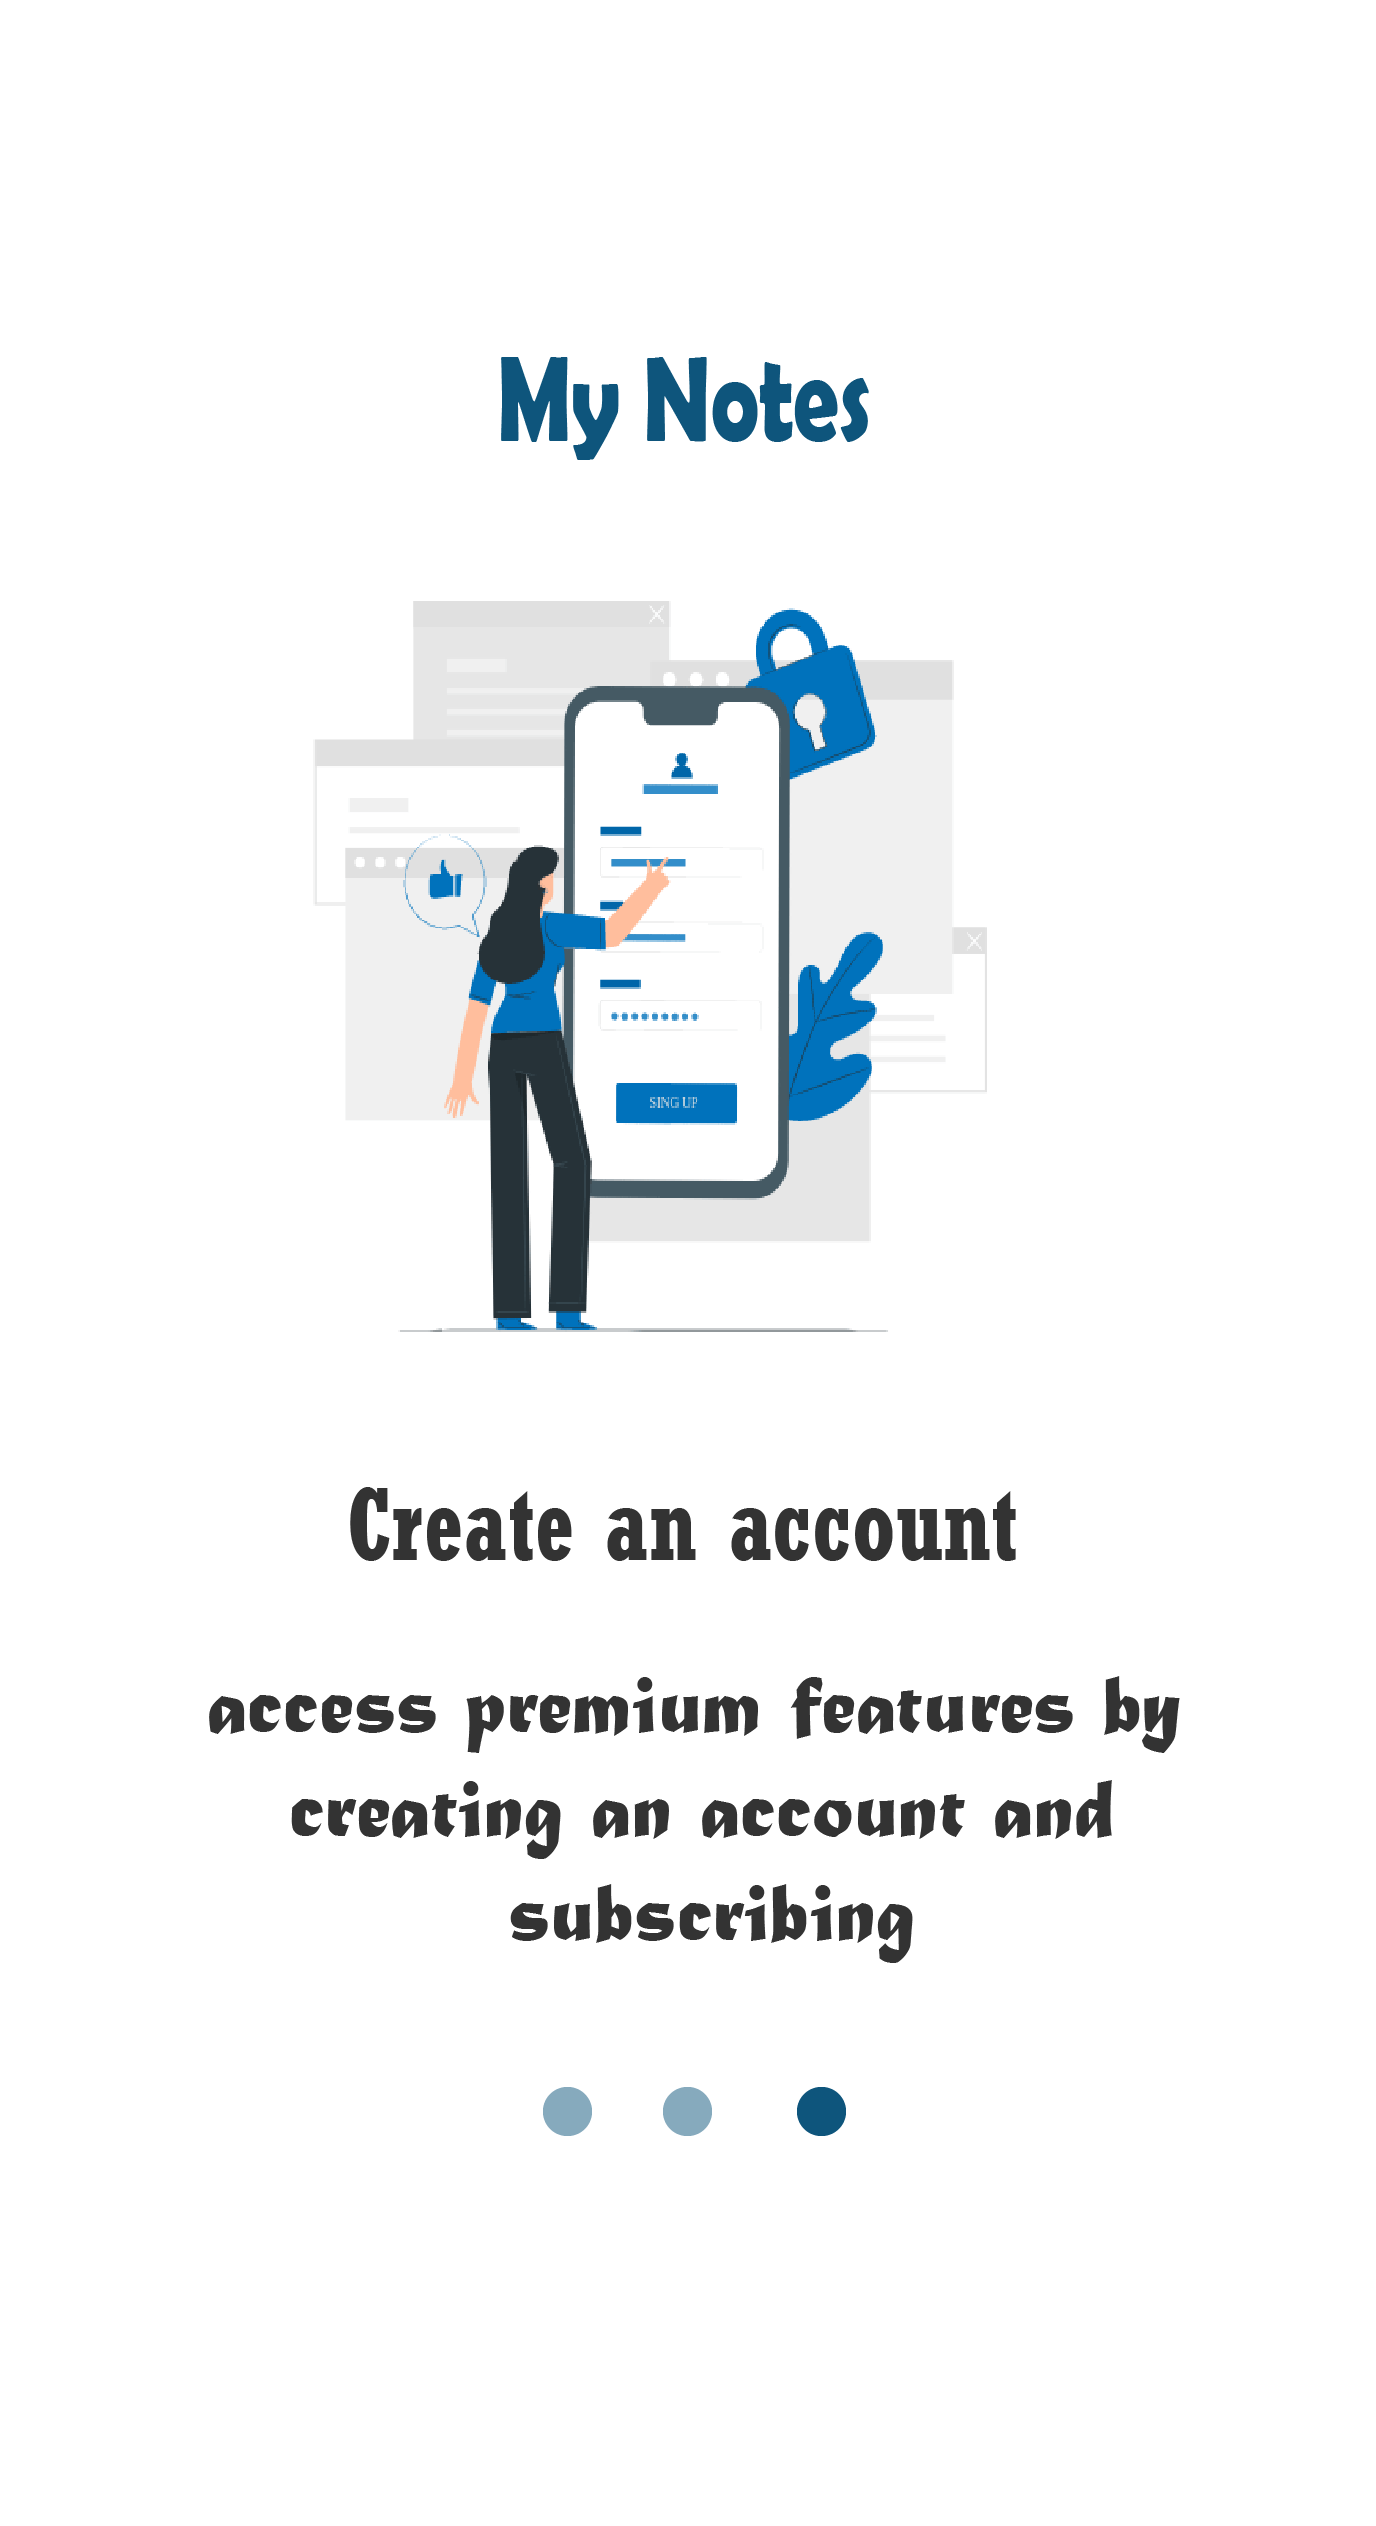 My Notes
SING UP
Create an account
access premium features by
creating an account and
subscribing